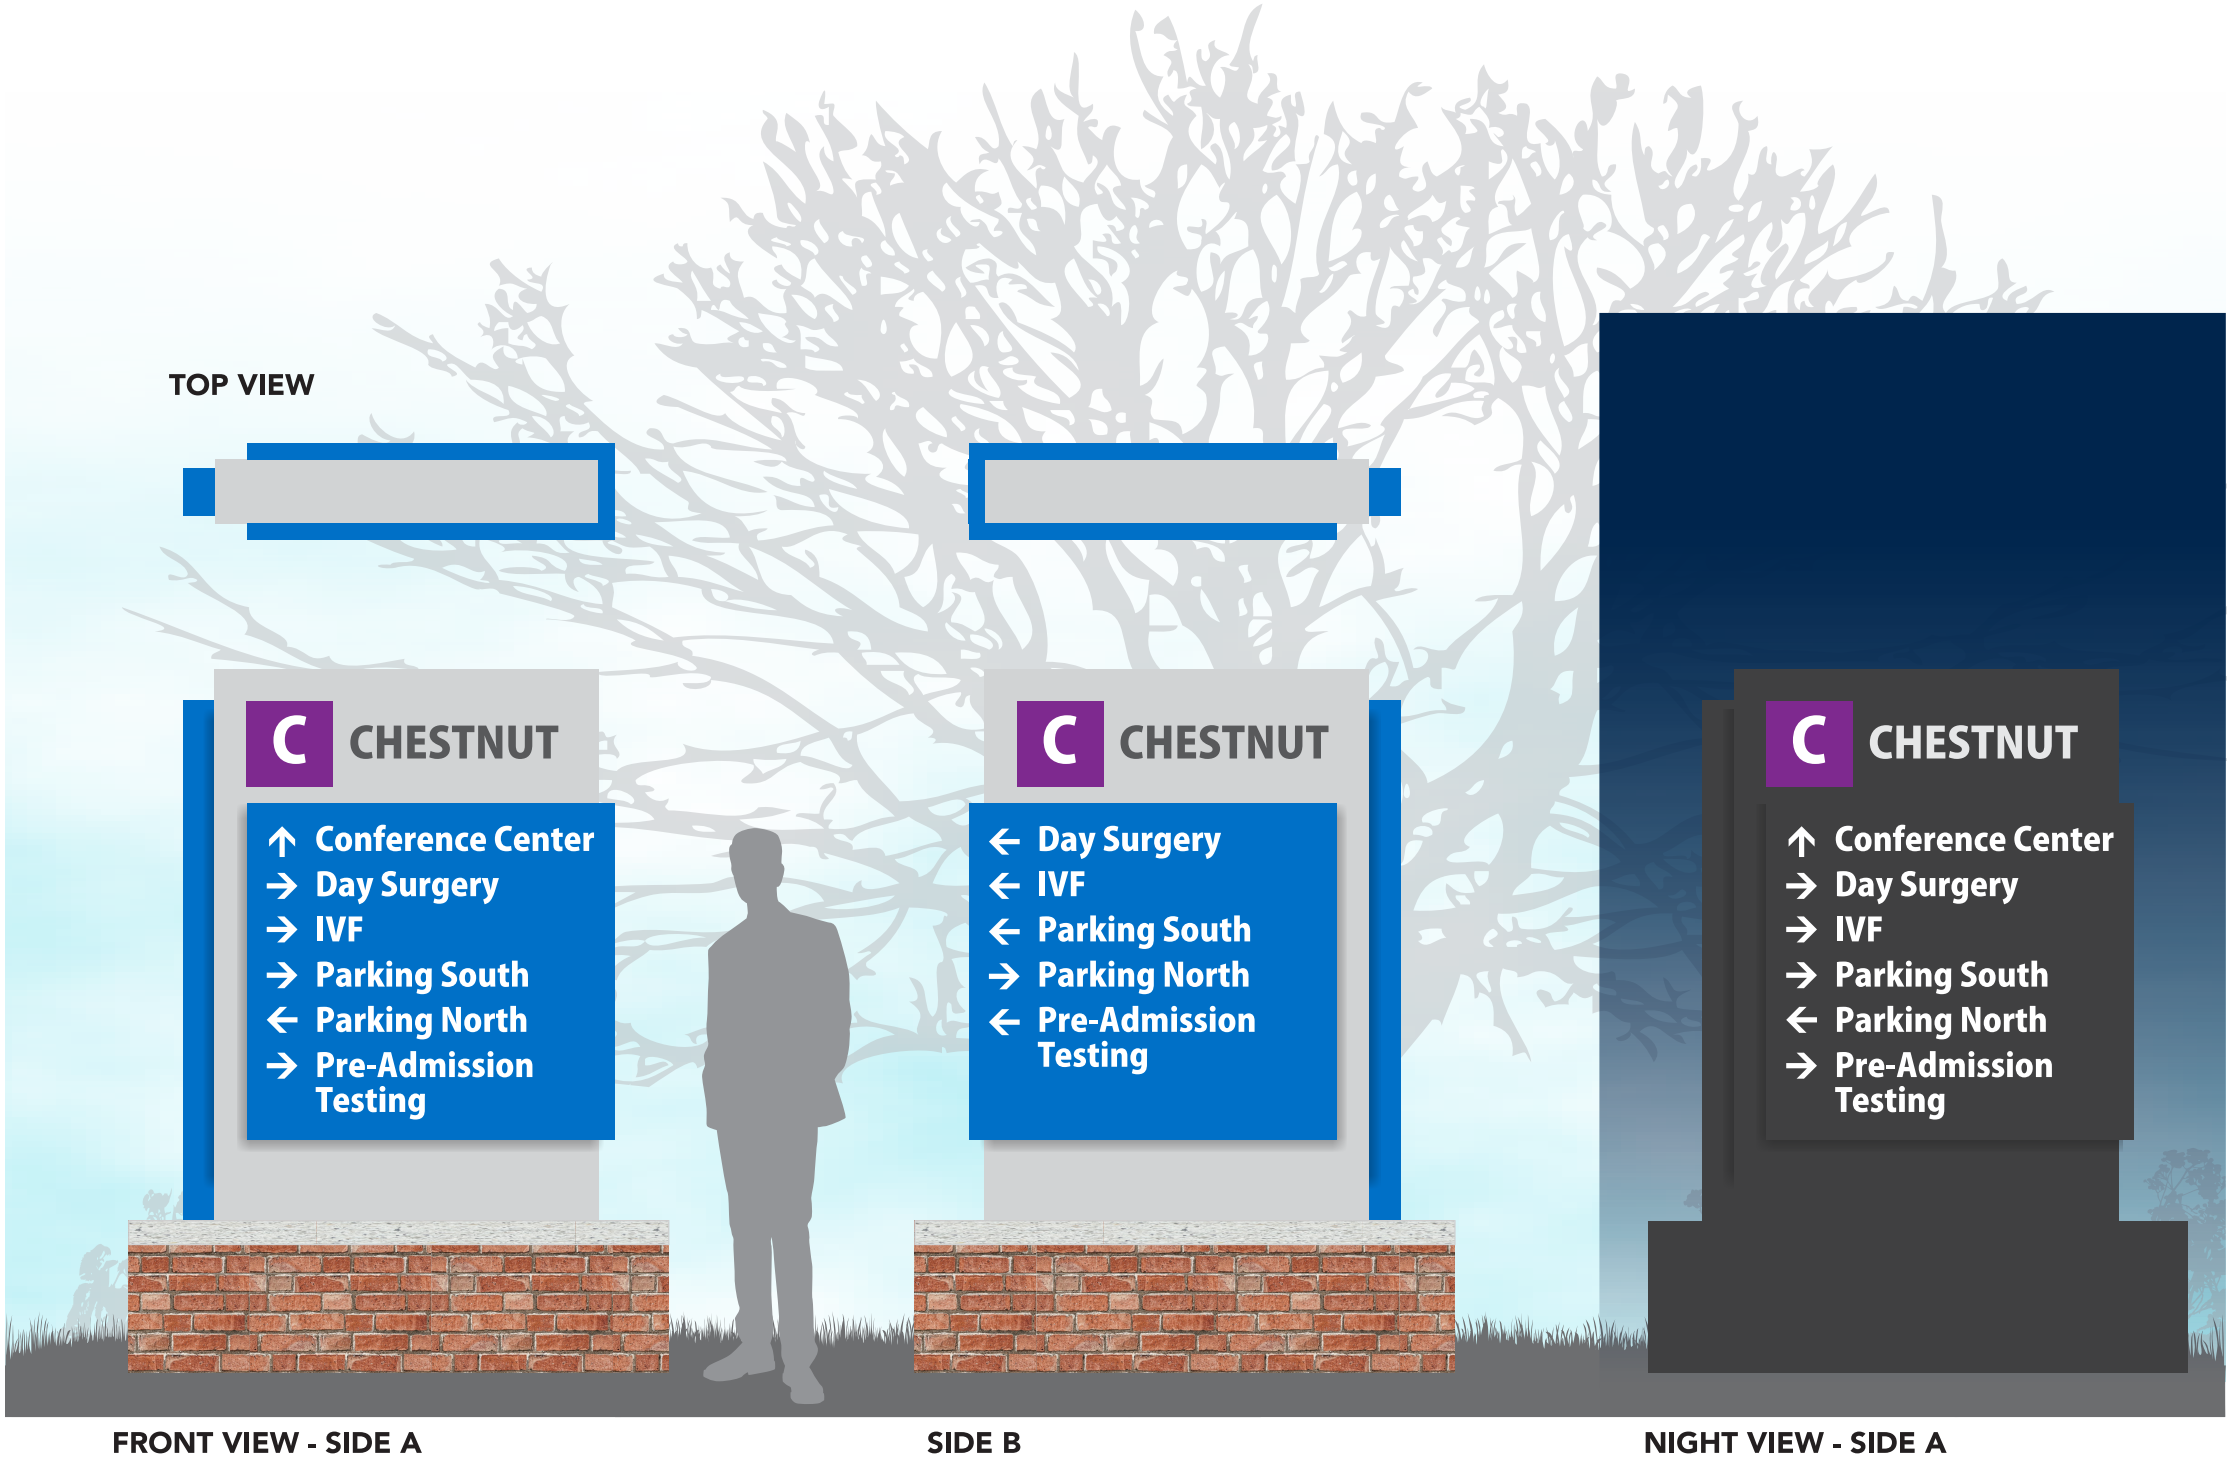 TOP VIEW
C CHESTNUT
↑ Conference Center
→ Day Surgery
→ IVF
→ Parking South
← Parking North
→ Pre-Admission
Testing
C CHESTNUT
← Day Surgery
← IVF
← Parking South
→ Parking North
← Pre-Admission
Testing
C CHESTNUT
↑ Conference Center
→ Day Surgery
→ IVF
→ Parking South
← Parking North
→ Pre-Admission
Testing
FRONT VIEW - SIDE A
SIDE B
NIGHT VIEW - SIDE A